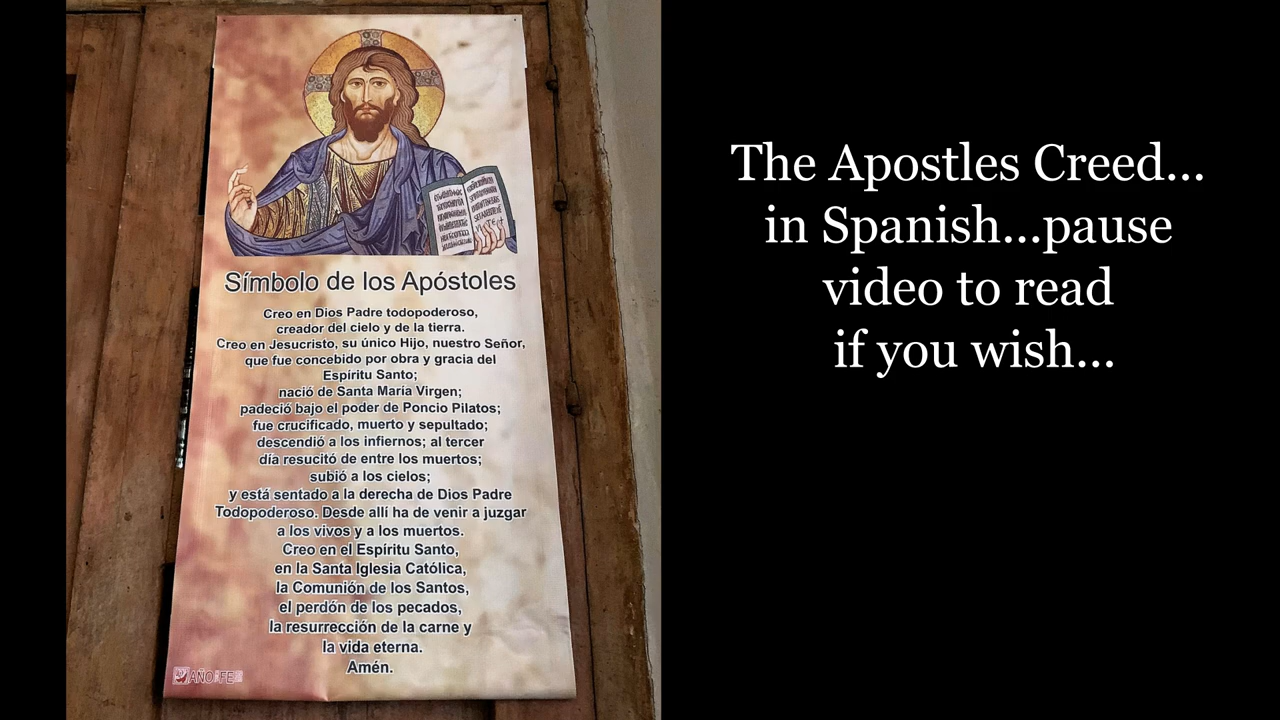 Símbolo de los Apóstoles
Creo en Dios Padre todopoderoso,
creador del cielo y de la tierra.
Creo en Jesucristo, su único Hijo, nuestro Señor,
que fue concebido por obra y gracia del
Espíritu Santo;
nació de Santa María Virgen;
padeció bajo el poder de Poncio Pilatos;
fue crucificado, muerto y sepultado;
descendió a los infiernos; al tercer
día resucitó de entre los muertos;
subió a los cielos;
y está sentado a la derecha de Dios Padre
Todopoderoso. Desde allí ha de venir a juzgar
a los vivos y a los muertos.
Creo en el Espíritu Santo,
en la Santa Iglesia Católica,
la Comunión de los Santos,
el perdón de los pecados,
la resurrección de la carne y
la vida eterna.
Amén.
The Apostles Creed...
in Spanish...pause
video to read
if you wish...